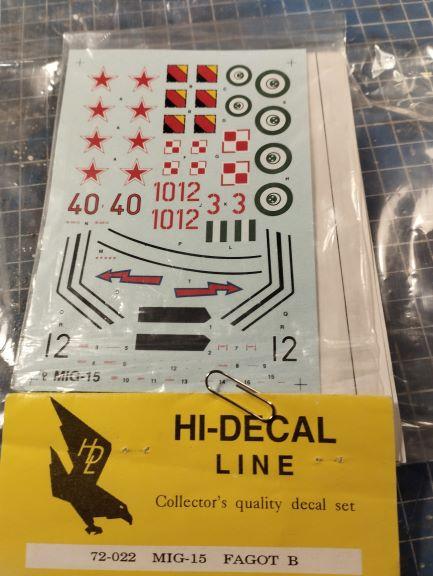 40 40
1012
1012
3 3
12
12
MIG-15
HDL
HI-DECAL
LINE
Collector's quality decal set
72-022 MIG-15 FAGOT B